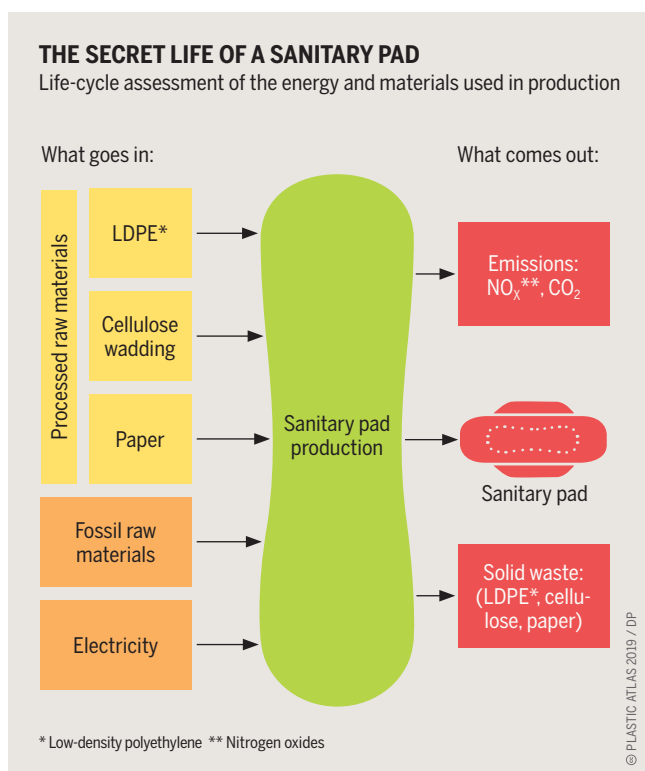 THE SECRET LIFE OF A SANITARY PAD
Life-cycle assessment of the energy and materials used in production
What goes in:
What comes out:
Processed raw materials
LDPE*
Cellulose
wadding
Paper
Fossil raw
materials
Electricity
Sanitary pad
production
Emissions:
NOX**, CO2
Sanitary pad
Solid waste:
(LDPE*, cellu-
lose, paper)
* Low-density polyethylene ** Nitrogen oxides
PLASTIC ATLAS 2019 / DP